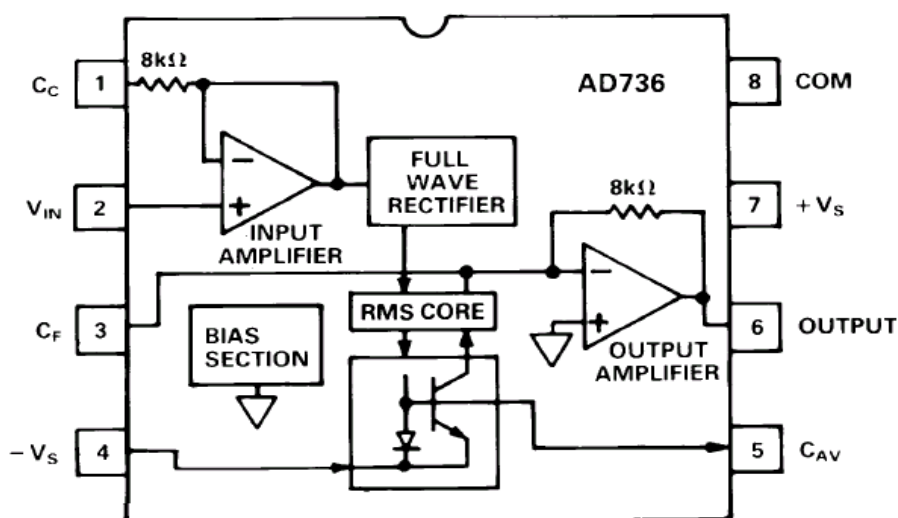 8kΩ
C_C 1
AD736
8 COM
FULL
WAVE
RECTIFIER
−
+
8kΩ
V_IN 2
7 + V_S
INPUT
AMPLIFIER
−
+
C_F 3
RMS CORE
6 OUTPUT
BIAS
SECTION
OUTPUT
AMPLIFIER
− V_S 4
5 C_AV